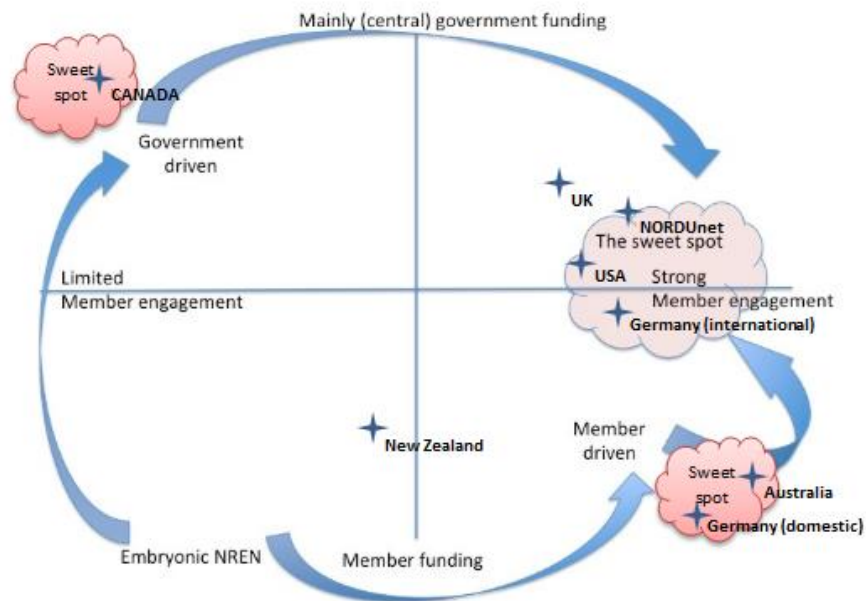 Mainly (central) government funding
Sweet
spot
CANADA
Government
driven
UK
NORDUnet
The sweet spot
USA
Limited
Member engagement
Strong
Member engagement
Germany (international)
New Zealand
Member
driven
Sweet
spot
Australia
Germany (domestic)
Embryonic NREN
Member funding